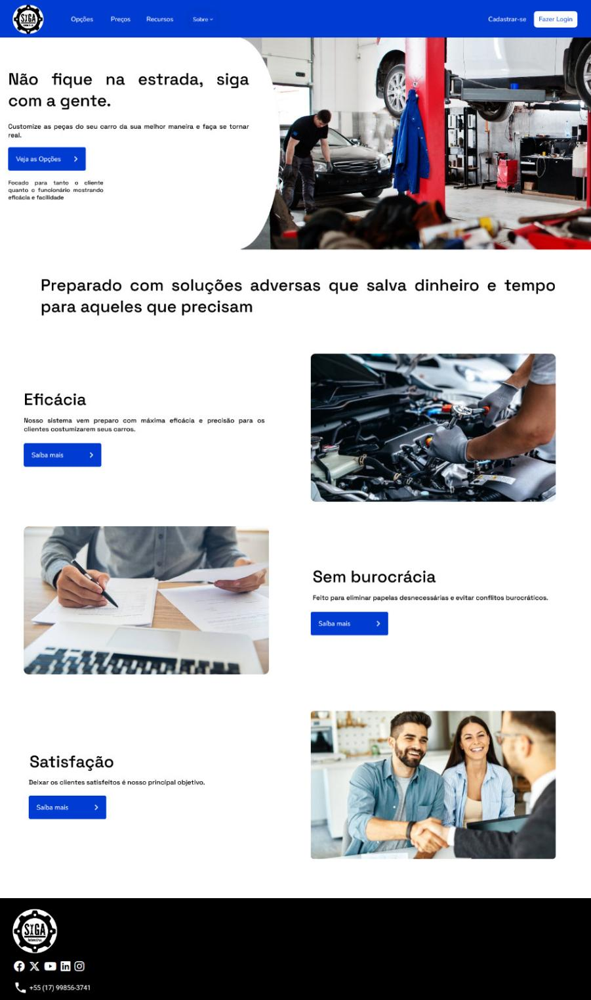 SIGA
Opções Preços Recursos Sobre Cadastrar-se Fazer Login
Não fique na estrada, siga
com a gente.
Customize as peças do seu carro da sua melhor maneira e faça se tornar
real.
Veja as Opções
Focado para tanto o cliente
quanto o funcionário mostrando
eficácia e facilidade
Preparado com soluções adversas que salva dinheiro e tempo
para aqueles que precisam
Eficácia
Nosso sistema vem preparo com máxima eficácia e precisão para os
clientes costumizarem seus carros.
Saiba mais
Sem burocrácia
Feito para eliminar papelas desnecessárias e evitar conflitos burocráticos.
Saiba mais
Satisfação
Deixar os clientes satisfeitos é nosso principal objetivo.
Saiba mais
SIGA
+55 (17) 99856-3741